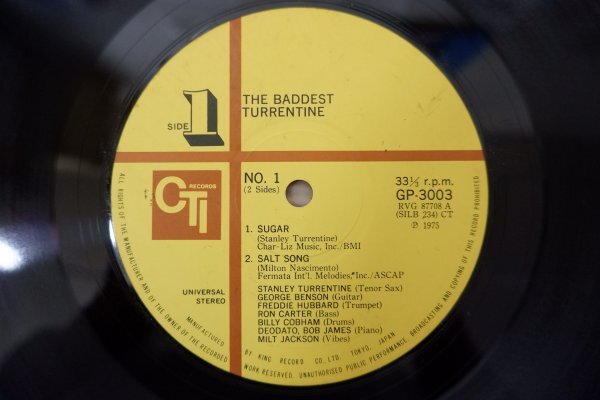 THE BADDEST
TURRENTINE
SIDE 1
CTI
RECORDS
NO. 1
(2 Sides)
33⅓ r.p.m.
GP-3003
RVG 87708 A
(SILB 234) CT
℗ 1975
1. SUGAR
(Stanley Turrentine)
Char-Liz Music, Inc./BMI
2. SALT SONG
(Milton Nascimento)
Fermata Int'l. Melodies, Inc./ASCAP
STANLEY TURRENTINE (Tenor Sax)
GEORGE BENSON (Guitar)
FREDDIE HUBBARD (Trumpet)
RON CARTER (Bass)
BILLY COBHAM (Drums)
DEODATO, BOB JAMES (Piano)
MILT JACKSON (Vibes)
UNIVERSAL
STEREO
MANUFACTURED BY KING RECORD CO., LTD. TOKYO, JAPAN
ALL RIGHTS OF THE MANUFACTURER AND OF THE OWNER OF THE RECORDED WORK RESERVED. UNAUTHORISED PUBLIC PERFORMANCE, BROADCASTING AND COPYING OF THIS RECORD PROHIBITED